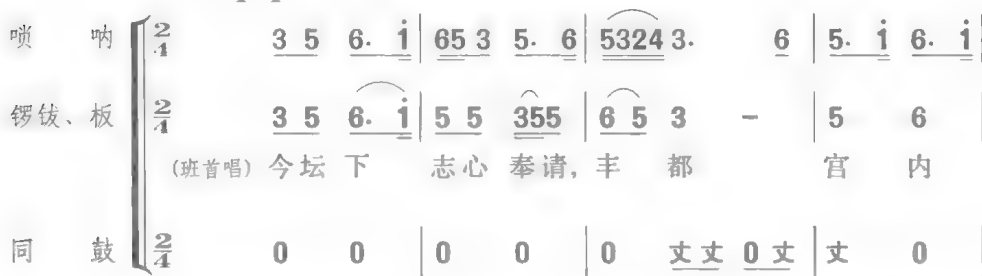 唢 呐 2/4 3 5 6· i̇ | 65 3 5· 6 | 5324 3· 6 | 5· i̇ 6· i̇
锣钹、板 2/4 3 5 6· i̇ | 5 5 355 | 6 5 3 - | 5 6
(班首唱) 今坛 下 志心 奉请, 丰 都 宫 内
同 鼓 2/4 0 0 | 0 0 | 0 丈丈 0 丈 | 丈 0